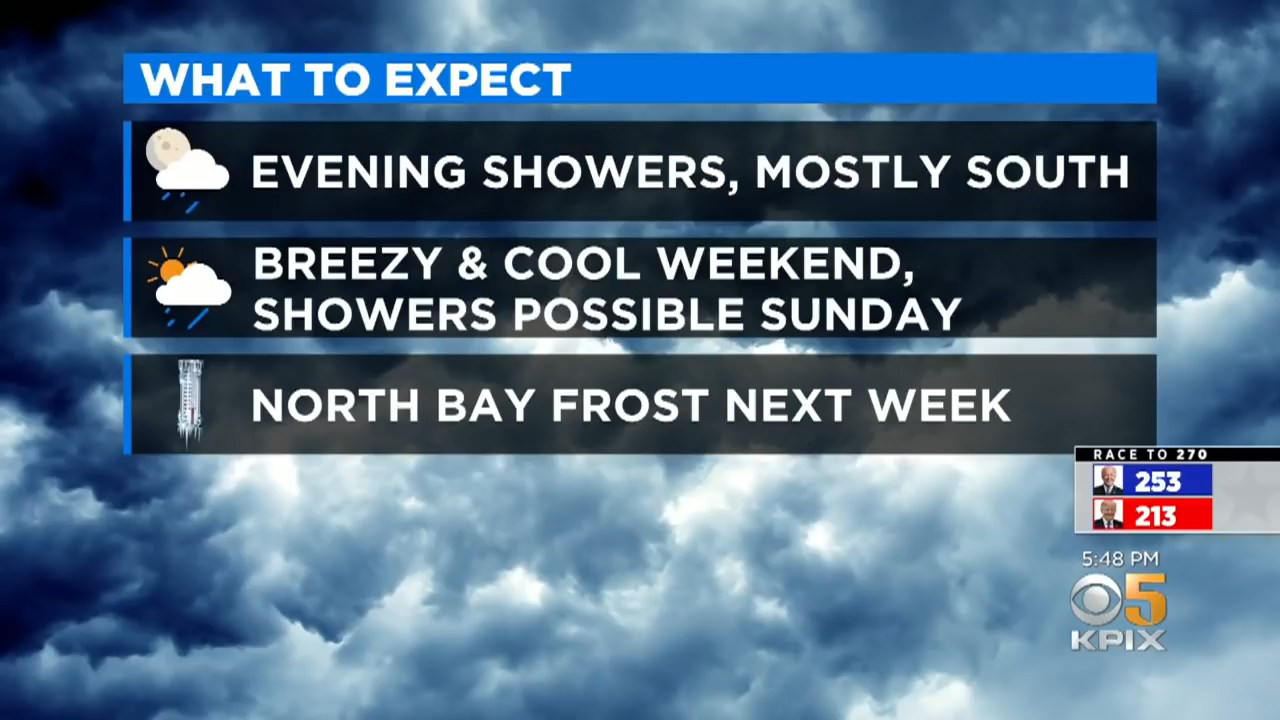 WHAT TO EXPECT
EVENING SHOWERS, MOSTLY SOUTH
BREEZY & COOL WEEKEND,
SHOWERS POSSIBLE SUNDAY
NORTH BAY FROST NEXT WEEK
RACE TO 270
253
213
5:48 PM
5
KPIX